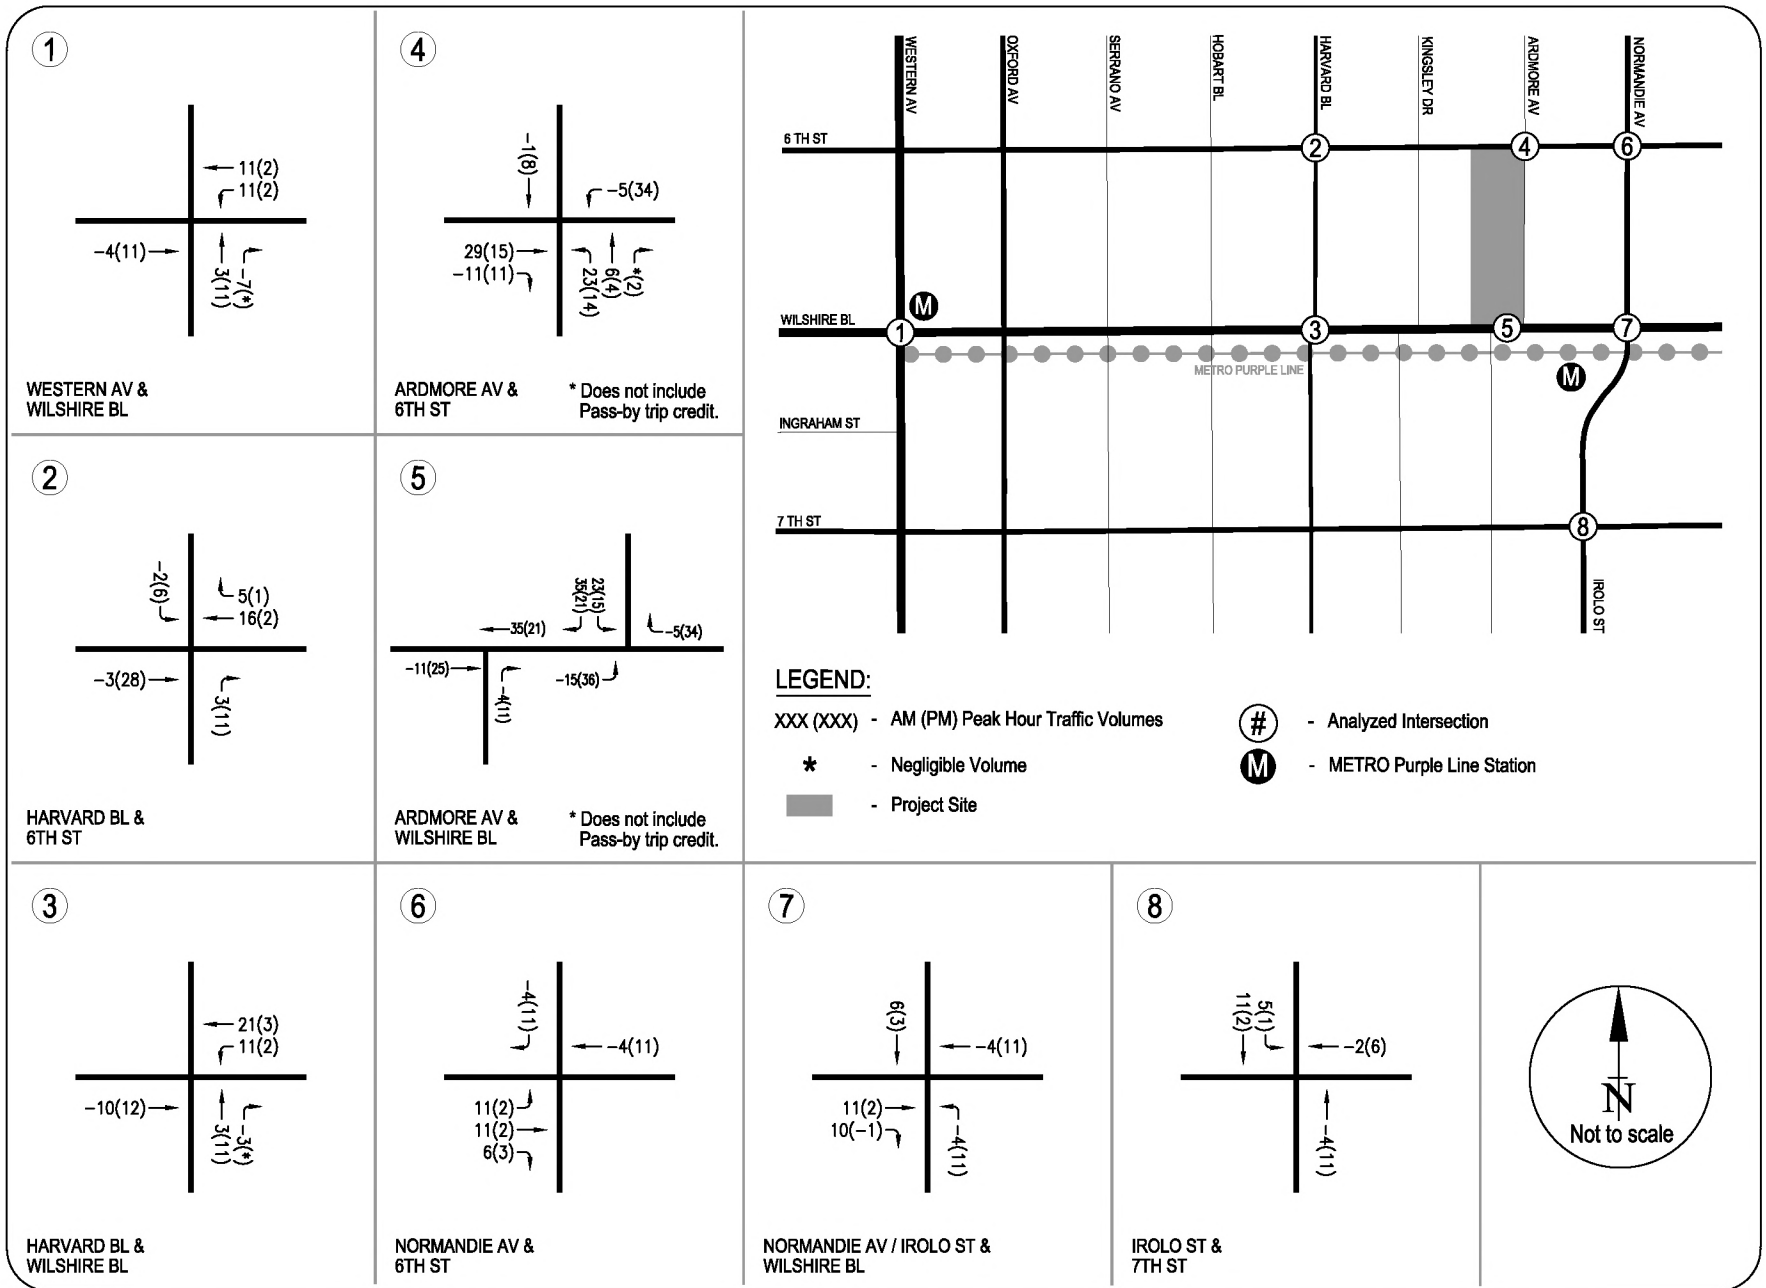 1
11(2)
11(2)
-4(11)
3(11)
-7(*)
WESTERN AV &
WILSHIRE BL
4
-1(8)
-5(34)
29(15)
-11(11)
23(14)
6(4)
*(2)
ARDMORE AV &
6TH ST
* Does not include
Pass-by trip credit.
2
-2(6)
5(1)
16(2)
-3(28)
-3(11)
HARVARD BL &
6TH ST
5
35(21)
23(15)
35(21)
-5(34)
-11(25)
-15(36)
-4(11)
ARDMORE AV &
WILSHIRE BL
* Does not include
Pass-by trip credit.
3
21(3)
11(2)
-10(12)
3(11)
-3(*)
HARVARD BL &
WILSHIRE BL
6
-4(11)
-4(11)
11(2)
11(2)
6(3)
NORMANDIE AV &
6TH ST
7
6(3)
-4(11)
11(2)
10(-1)
-4(11)
NORMANDIE AV / IROLO ST &
WILSHIRE BL
8
11(2)
5(1)
-2(6)
-4(11)
IROLO ST &
7TH ST
WESTERN AV
OXFORD AV
SERRANO AV
HOBART BL
HARVARD BL
KINGSLEY DR
ARDMORE AV
NORMANDIE AV
6 TH ST
2
4
6
M
WILSHIRE BL
1
3
5
7
METRO PURPLE LINE
M
INGRAHAM ST
7 TH ST
8
IROLO ST
LEGEND:
XXX (XXX) - AM (PM) Peak Hour Traffic Volumes
* - Negligible Volume
- Project Site
# - Analyzed Intersection
M - METRO Purple Line Station
N
Not to scale